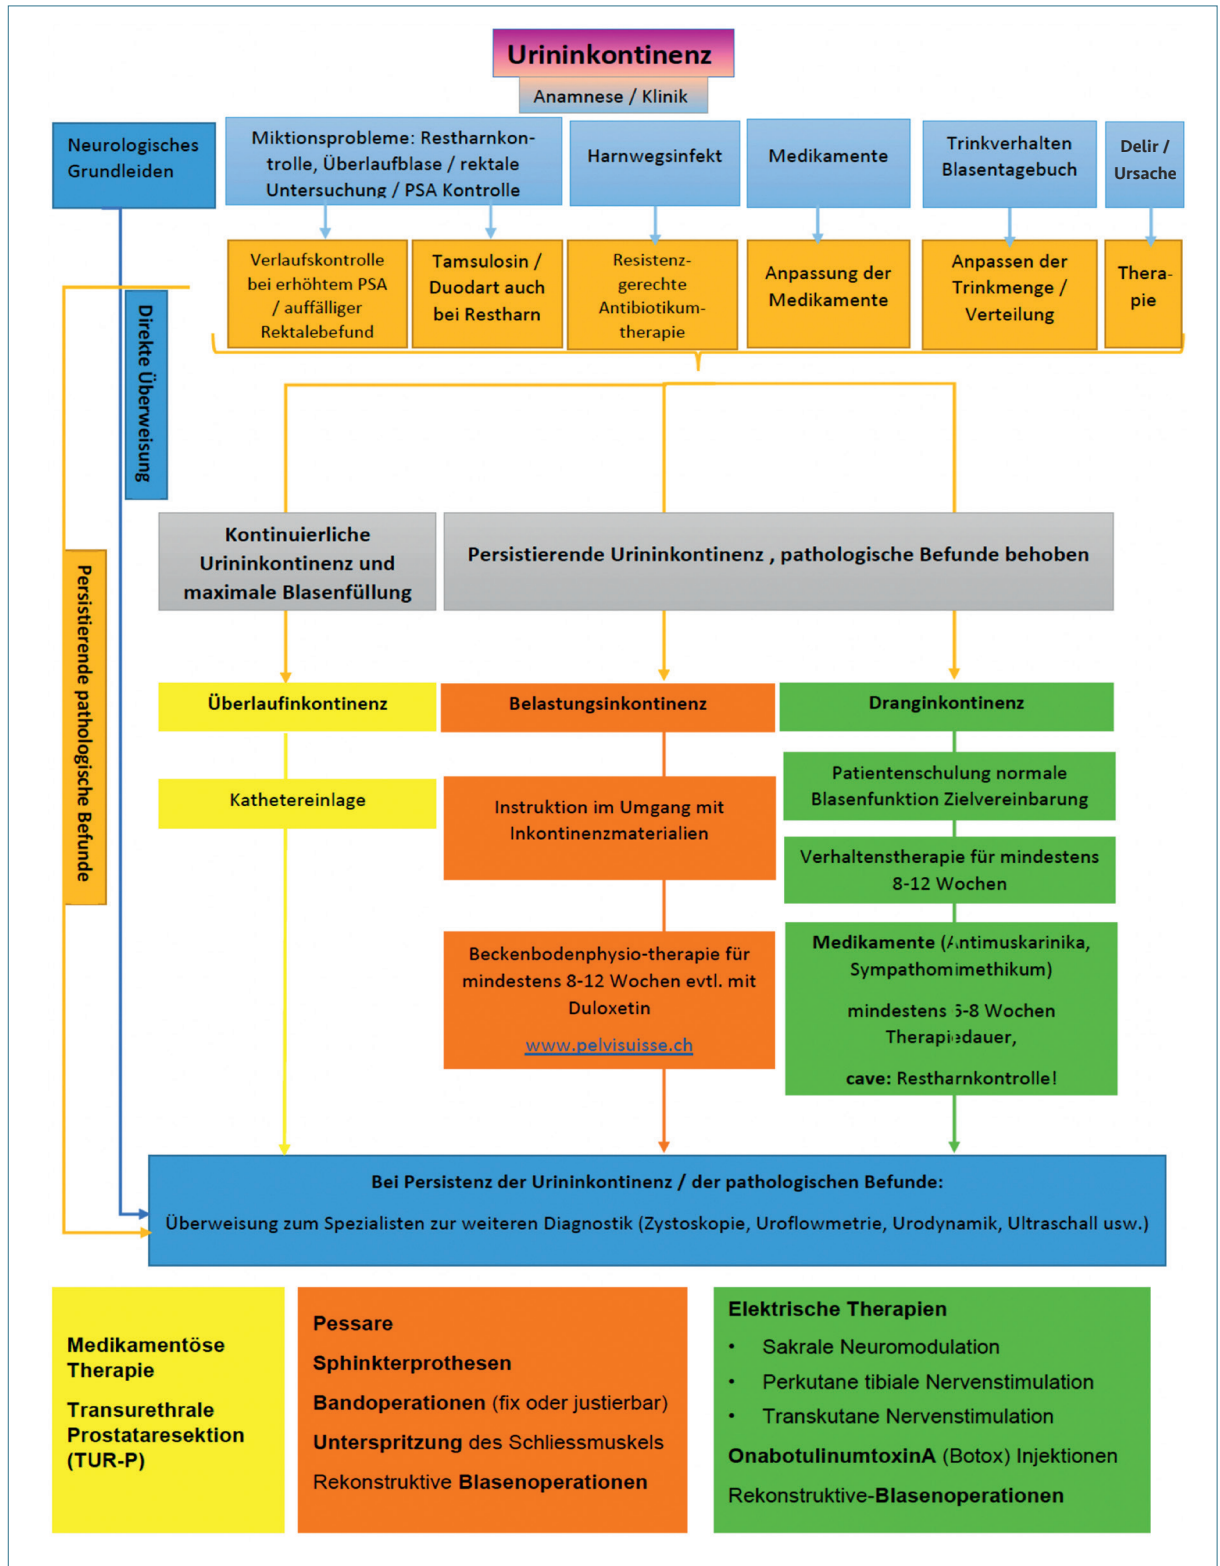 Urininkontinenz
Anamnese / Klinik
Neurologisches
Grundleiden
Miktionsprobleme: Restharnkon-
trolle, Überlaufblase / rektale
Untersuchung / PSA Kontrolle
Harnwegsinfekt
Medikamente
Trinkverhalten
Blasentagebuch
Delir /
Ursache
Verlaufskontrolle
bei erhöhtem PSA
/ auffälliger
Rektalebefund
Tamsulosin /
Duodart auch
bei Restharn
Resistenz-
gerechte
Antibiotikum-
therapie
Anpassung der
Medikamente
Anpassen der
Trinkmenge /
Verteilung
Thera-
pie
Direkte Überweisung
Persistierende pathologische Befunde
Kontinuierliche
Urininkontinenz und
maximale Blasenfüllung
Persistierende Urininkontinenz , pathologische Befunde behoben
Überlaufinkontinenz
Belastungsinkontinenz
Dranginkontinenz
Kathetereinlage
Instruktion im Umgang mit
Inkontinenzmaterialien
Beckenbodenphysio-therapie für
mindestens 8-12 Wochen evtl. mit
Duloxetin
www.pelvisuisse.ch
Patientenschulung normale
Blasenfunktion Zielvereinbarung
Verhaltenstherapie für mindestens
8-12 Wochen
Medikamente (Antimuskarinika,
Sympathomimethikum)
mindestens 6-8 Wochen
Therapiedauer,
cave: Restharnkontrolle!
Bei Persistenz der Urininkontinenz / der pathologischen Befunde:
Überweisung zum Spezialisten zur weiteren Diagnostik (Zystoskopie, Uroflowmetrie, Urodynamik, Ultraschall usw.)
Medikamentöse
Therapie
Transurethrale
Prostataresektion
(TUR-P)
Pessare
Sphinkterprothesen
Bandoperationen (fix oder justierbar)
Unterspritzung des Schliessmuskels
Rekonstruktive Blasenoperationen
Elektrische Therapien
• Sakrale Neuromodulation
• Perkutane tibiale Nervenstimulation
• Transkutane Nervenstimulation
OnabotulinumtoxinA (Botox) Injektionen
Rekonstruktive-Blasenoperationen